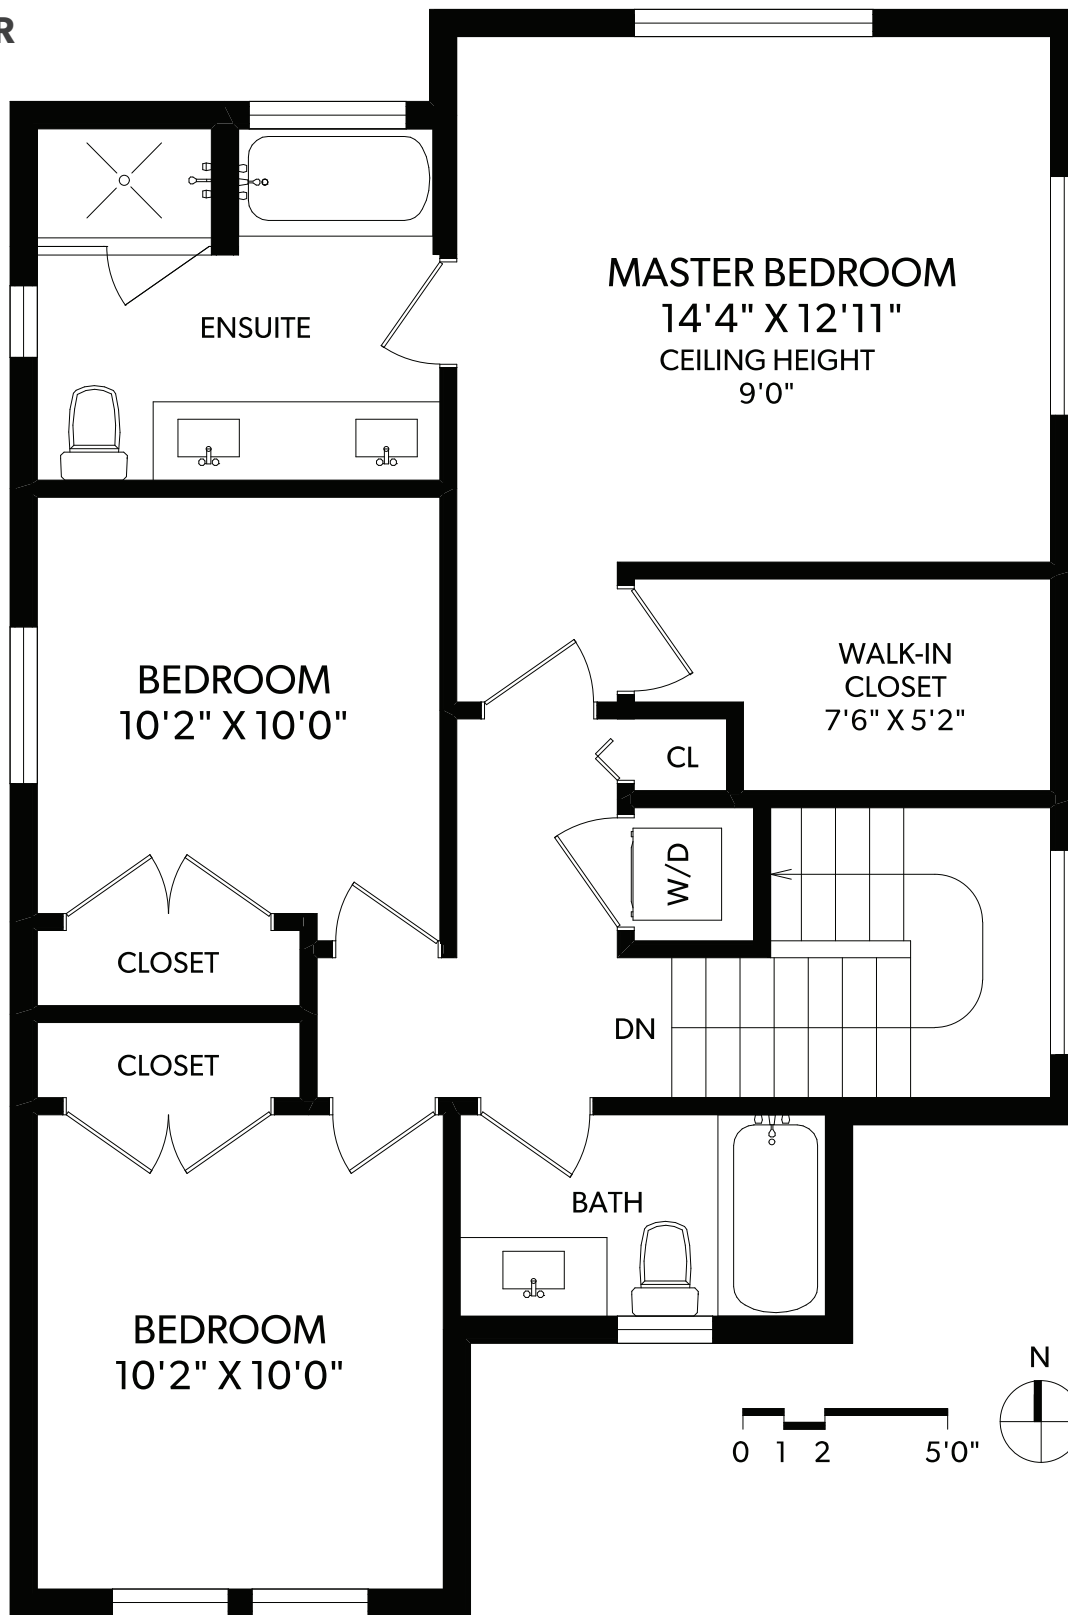 R
MASTER BEDROOM
14'4" X 12'11"
CEILING HEIGHT
9'0"
ENSUITE
BEDROOM
10'2" X 10'0"
WALK-IN
CLOSET
7'6" X 5'2"
CL
W/D
CLOSET
DN
CLOSET
BATH
BEDROOM
10'2" X 10'0"
N
0 1 2 5'0"